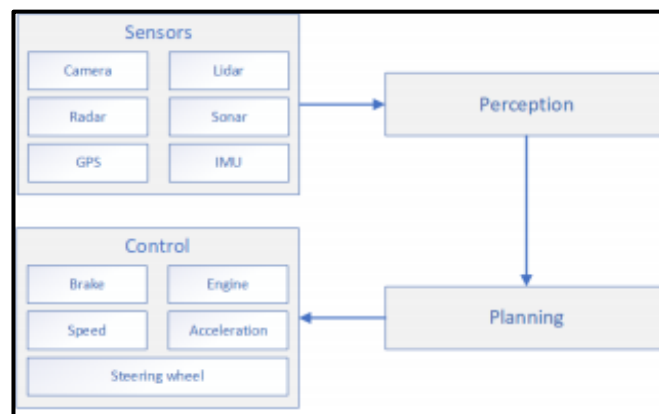 Sensors
Camera
Lidar
Radar
Sonar
GPS
IMU
Perception
Control
Brake
Engine
Speed
Acceleration
Steering wheel
Planning